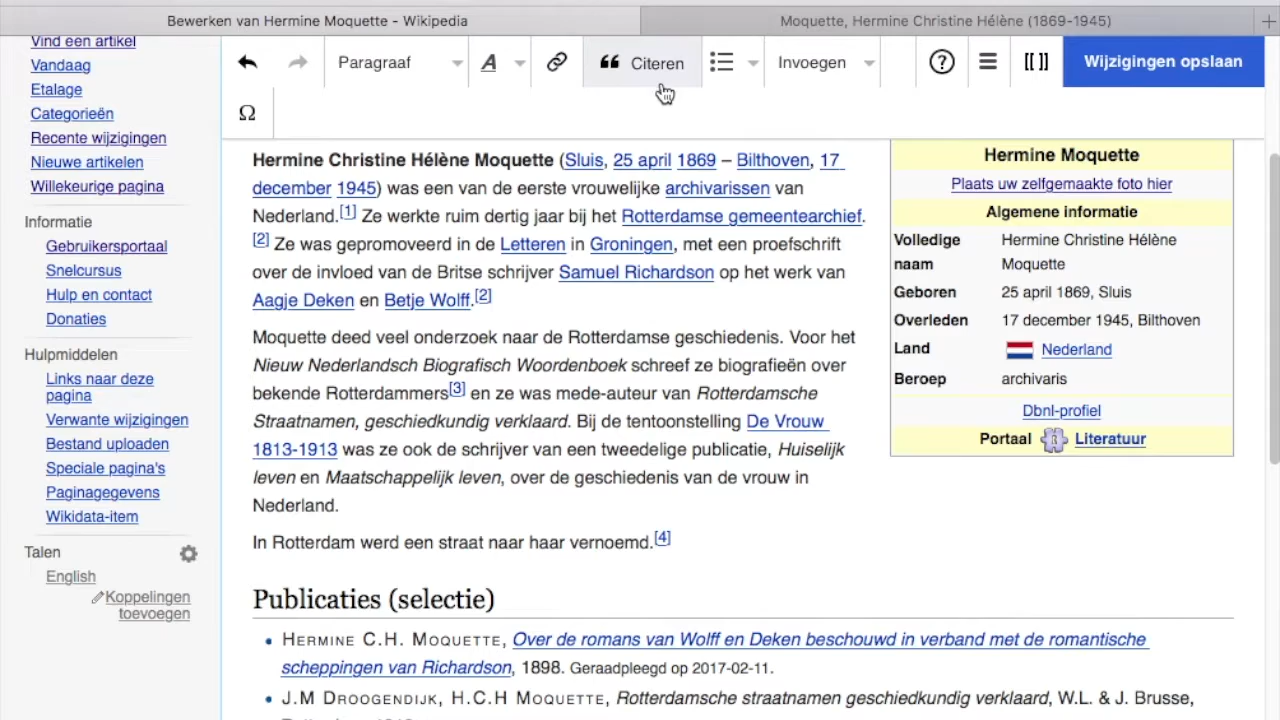 Bewerken van Hermine Moquette - Wikipedia
Moquette, Hermine Christine Hélène (1869-1945)
Vind een artikel
Vandaag
Etalage
Categorieën
Recente wijzigingen
Nieuwe artikelen
Willekeurige pagina
Informatie
Gebruikersportaal
Snelcursus
Hulp en contact
Donaties
Hulpmiddelen
Links naar deze
pagina
Verwante wijzigingen
Bestand uploaden
Speciale pagina's
Paginagegevens
Wikidata-item
Talen
English
Koppelingen
toevoegen
Paragraaf
A
Citeren
Invoegen
?
[[ ]]
Wijzigingen opslaan
Ω
Hermine Christine Hélène Moquette (Sluis, 25 april 1869 – Bilthoven, 17
december 1945) was een van de eerste vrouwelijke archivarissen van
Nederland.[1] Ze werkte ruim dertig jaar bij het Rotterdamse gemeentearchief.
[2] Ze was gepromoveerd in de Letteren in Groningen, met een proefschrift
over de invloed van de Britse schrijver Samuel Richardson op het werk van
Aagje Deken en Betje Wolff.[2]
Moquette deed veel onderzoek naar de Rotterdamse geschiedenis. Voor het
Nieuw Nederlandsch Biografisch Woordenboek schreef ze biografieën over
bekende Rotterdammers[3] en ze was mede-auteur van Rotterdamsche
Straatnamen, geschiedkundig verklaard. Bij de tentoonstelling De Vrouw
1813-1913 was ze ook de schrijver van een tweedelige publicatie, Huiselijk
leven en Maatschappelijk leven, over de geschiedenis van de vrouw in
Nederland.
In Rotterdam werd een straat naar haar vernoemd.[4]
Hermine Moquette
Plaats uw zelfgemaakte foto hier
Algemene informatie
Volledige naam Hermine Christine Hélène Moquette
Geboren 25 april 1869, Sluis
Overleden 17 december 1945, Bilthoven
Land Nederland
Beroep archivaris
Dbnl-profiel
Portaal Literatuur
Publicaties (selectie)
Hermine C.H. Moquette, Over de romans van Wolff en Deken beschouwd in verband met de romantische
scheppingen van Richardson, 1898. Geraadpleegd op 2017-02-11.
J.M Droogendijk, H.C.H Moquette, Rotterdamsche straatnamen geschiedkundig verklaard, W.L. & J. Brusse,